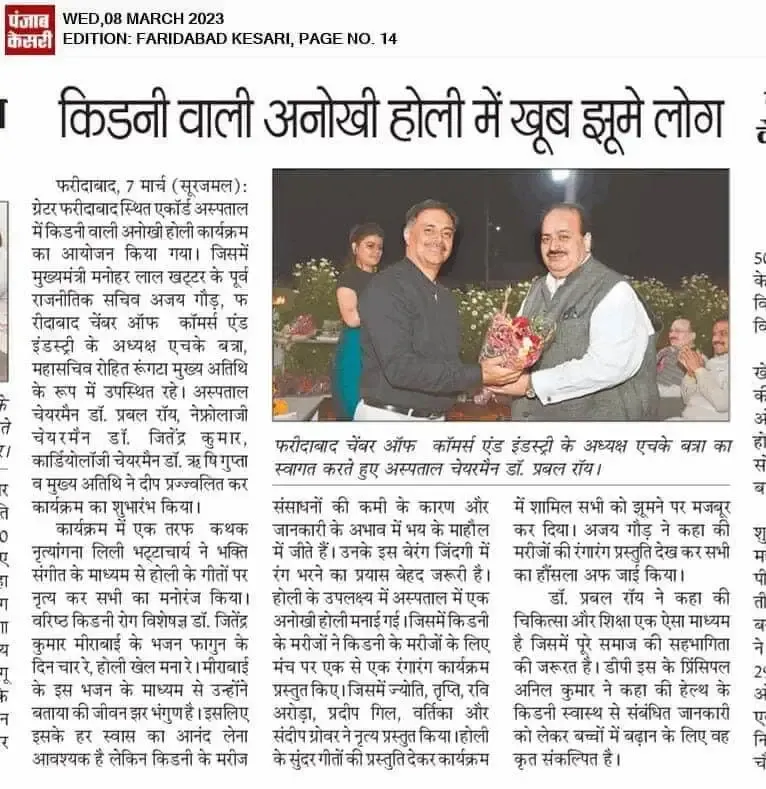 पंजाब
केसरी
WED,08 MARCH 2023
EDITION: FARIDABAD KESARI, PAGE NO. 14
किडनी वाली अनोखी होली में खूब झूमे लोग
फरीदाबाद, 7 मार्च (सूरजमल):
ग्रेटर फरीदाबाद स्थित एकॉर्ड अस्पताल
में किडनी वाली अनोखी होली कार्यक्रम
का आयोजन किया गया। जिसमें
मुख्यमंत्री मनोहर लाल खट्टर के पूर्व
राजनीतिक सचिव अजय गौड़, फ
रीदाबाद चेंबर ऑफ कॉमर्स एंड
इंडस्ट्री के अध्यक्ष एचके बत्रा,
महासचिव रोहित रूंगटा मुख्य अतिथि
के रूप में उपस्थित रहे। अस्पताल
चेयरमैन डॉ. प्रबल रॉय, नेफ्रोलाजी
चेयरमैन डॉ. जितेंद्र कुमार,
कार्डियोलॉजी चेयरमैन डॉ. ऋषि गुप्ता
व मुख्य अतिथि ने दीप प्रज्ज्वलित कर
कार्यक्रम का शुभारंभ किया।
कार्यक्रम में एक तरफ कथक
नृत्यांगना लिली भट्टाचार्य ने भक्ति
संगीत के माध्यम से होली के गीतों पर
नृत्य कर सभी का मनोरंज किया।
वरिष्ठ किडनी रोग विशेषज्ञ डॉ. जितेंद्र
कुमार मीराबाई के भजन फागुन के
दिन चार रे, होली खेल मना रे। मीराबाई
के इस भजन के माध्यम से उन्होंने
बताया की जीवन झर भंगुण है। इसलिए
इसके हर स्वास का आनंद लेना
आवश्यक है लेकिन किडनी के मरीज
फरीदाबाद चेंबर ऑफ कॉमर्स एंड इंडस्ट्री के अध्यक्ष एचके बत्रा का
स्वागत करते हुए अस्पताल चेयरमैन डॉ. प्रबल रॉय।
संसाधनों की कमी के कारण और
जानकारी के अभाव में भय के माहौल
में जीते हैं। उनके इस बेरंग जिंदगी में
रंग भरने का प्रयास बेहद जरूरी है।
होली के उपलक्ष्य में अस्पताल में एक
अनोखी होली मनाई गई। जिसमें किडनी
के मरीजों ने किडनी के मरीजों के लिए
मंच पर एक से एक रंगारंग कार्यक्रम
प्रस्तुत किए। जिसमें ज्योति, तृप्ति, रवि
अरोड़ा, प्रदीप गिल, वर्तिका और
संदीप ग्रोवर ने नृत्य प्रस्तुत किया। होली
के सुंदर गीतों की प्रस्तुति देकर कार्यक्रम
में शामिल सभी को झूमने पर मजबूर
कर दिया। अजय गौड़ ने कहा की
मरीजों की रंगारंग प्रस्तुति देख कर सभी
का हौंसला अफ जाई किया।
डॉ. प्रबल रॉय ने कहा की
चिकित्सा और शिक्षा एक ऐसा माध्यम
है जिसमें पूरे समाज की सहभागिता
की जरूरत है। डीपी इस के प्रिंसिपल
अनिल कुमार ने कहा की हेल्थ के
किडनी स्वास्थ से संबंधित जानकारी
को लेकर बच्चों में बढ़ान के लिए वह
कृत संकल्पित है।